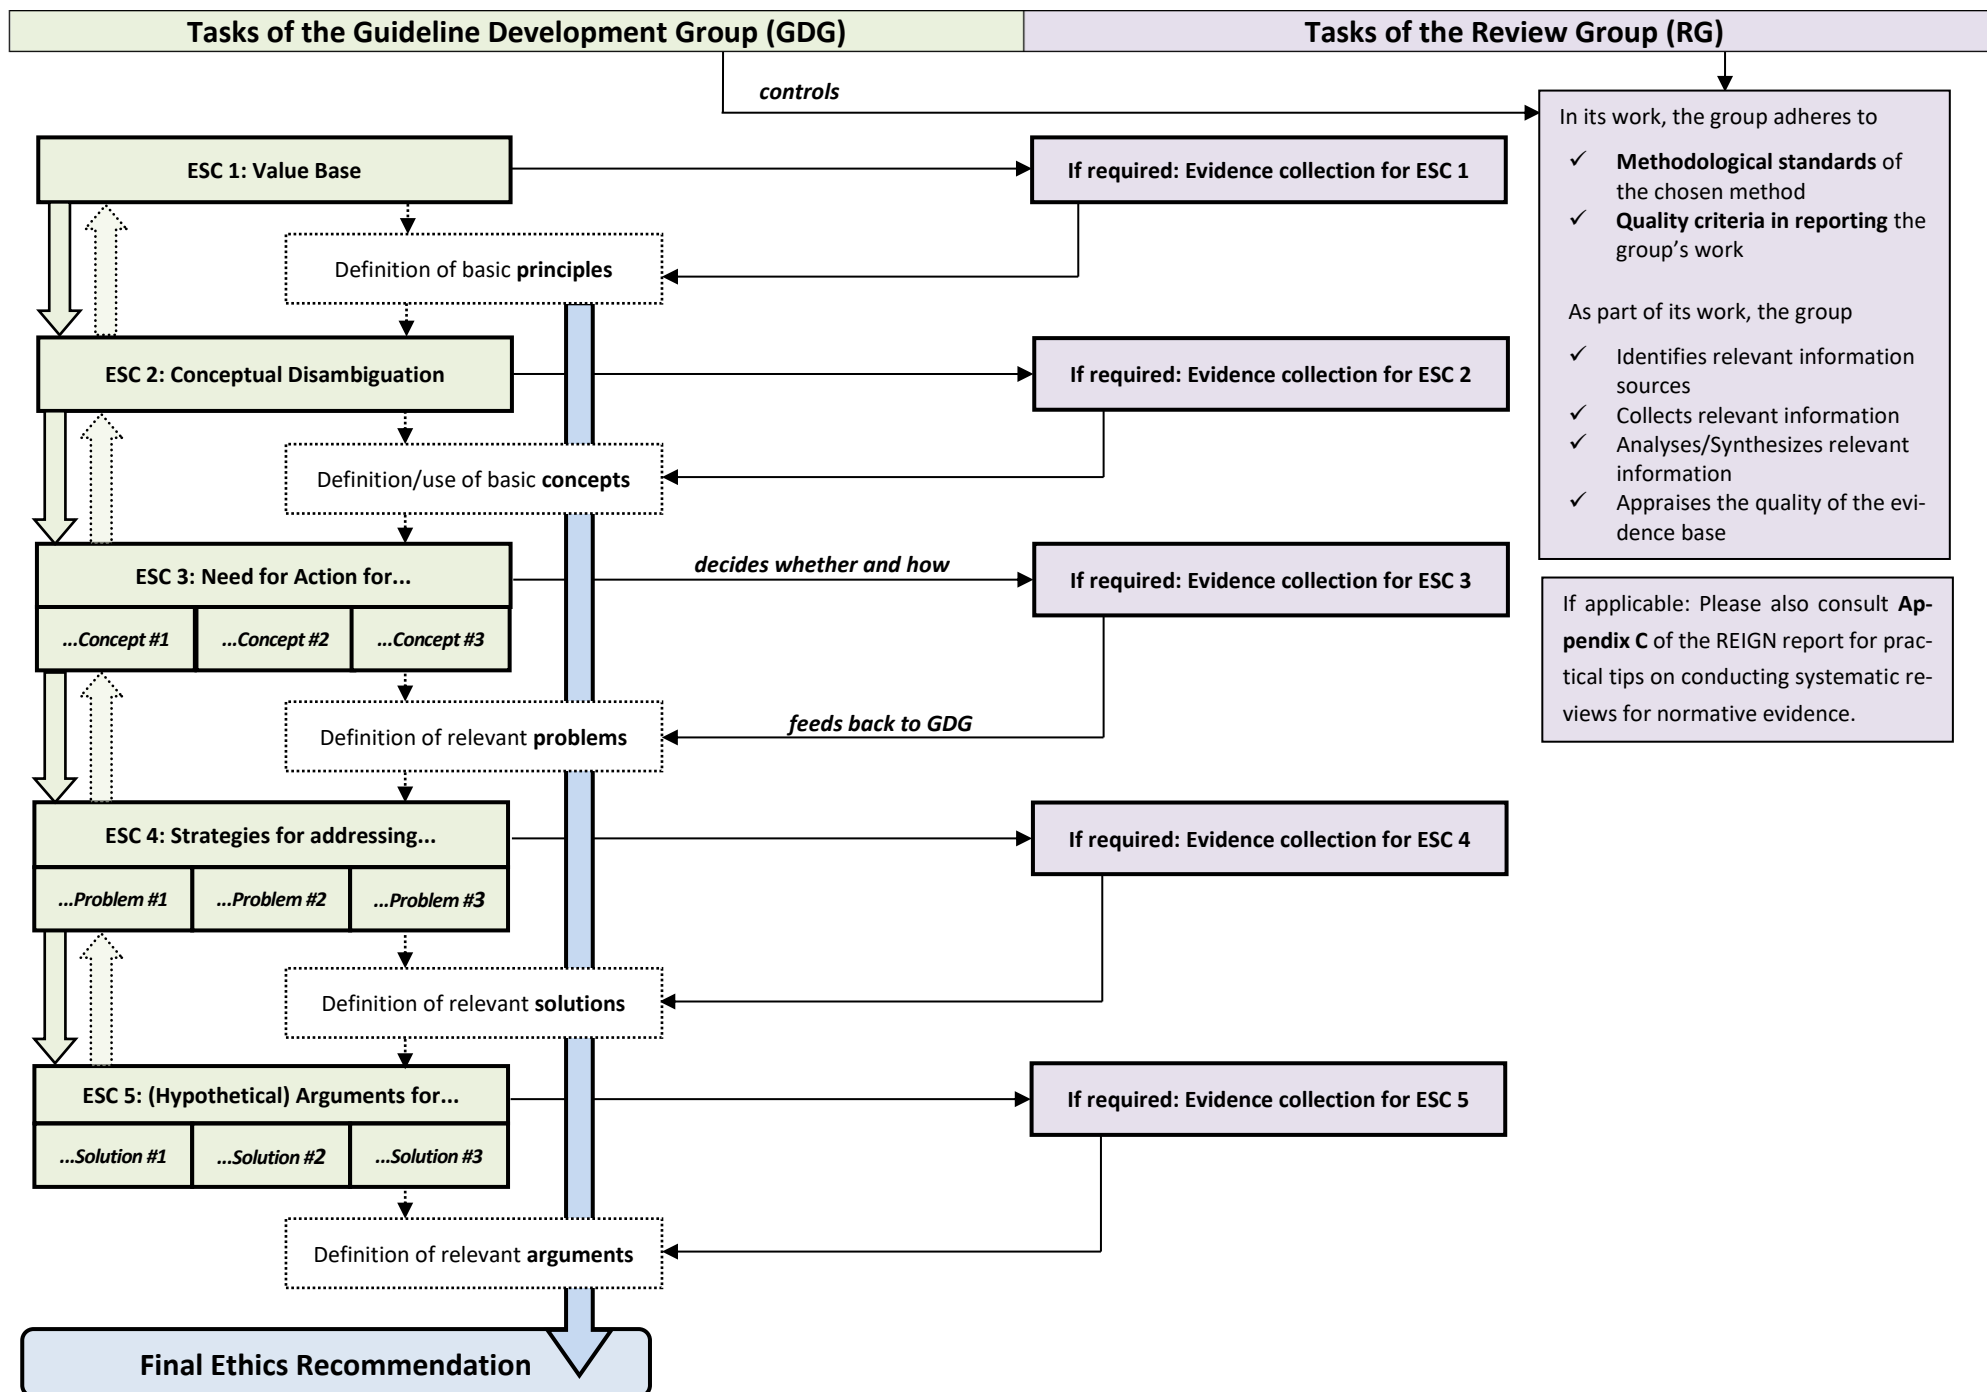 Tasks of the Guideline Development Group (GDG)
Tasks of the Review Group (RG)
controls
In its work, the group adheres to
✓ Methodological standards of
the chosen method
✓ Quality criteria in reporting the
group’s work
As part of its work, the group
✓ Identifies relevant information
sources
✓ Collects relevant information
✓ Analyses/Synthesizes relevant
information
✓ Appraises the quality of the evi-
dence base
If applicable: Please also consult Ap-
pendix C of the REIGN report for prac-
tical tips on conducting systematic re-
views for normative evidence.
ESC 1: Value Base
If required: Evidence collection for ESC 1
Definition of basic principles
ESC 2: Conceptual Disambiguation
If required: Evidence collection for ESC 2
Definition/use of basic concepts
ESC 3: Need for Action for...
decides whether and how
If required: Evidence collection for ESC 3
...Concept #1
...Concept #2
...Concept #3
Definition of relevant problems
feeds back to GDG
ESC 4: Strategies for addressing...
If required: Evidence collection for ESC 4
...Problem #1
...Problem #2
...Problem #3
Definition of relevant solutions
ESC 5: (Hypothetical) Arguments for...
If required: Evidence collection for ESC 5
...Solution #1
...Solution #2
...Solution #3
Definition of relevant arguments
Final Ethics Recommendation